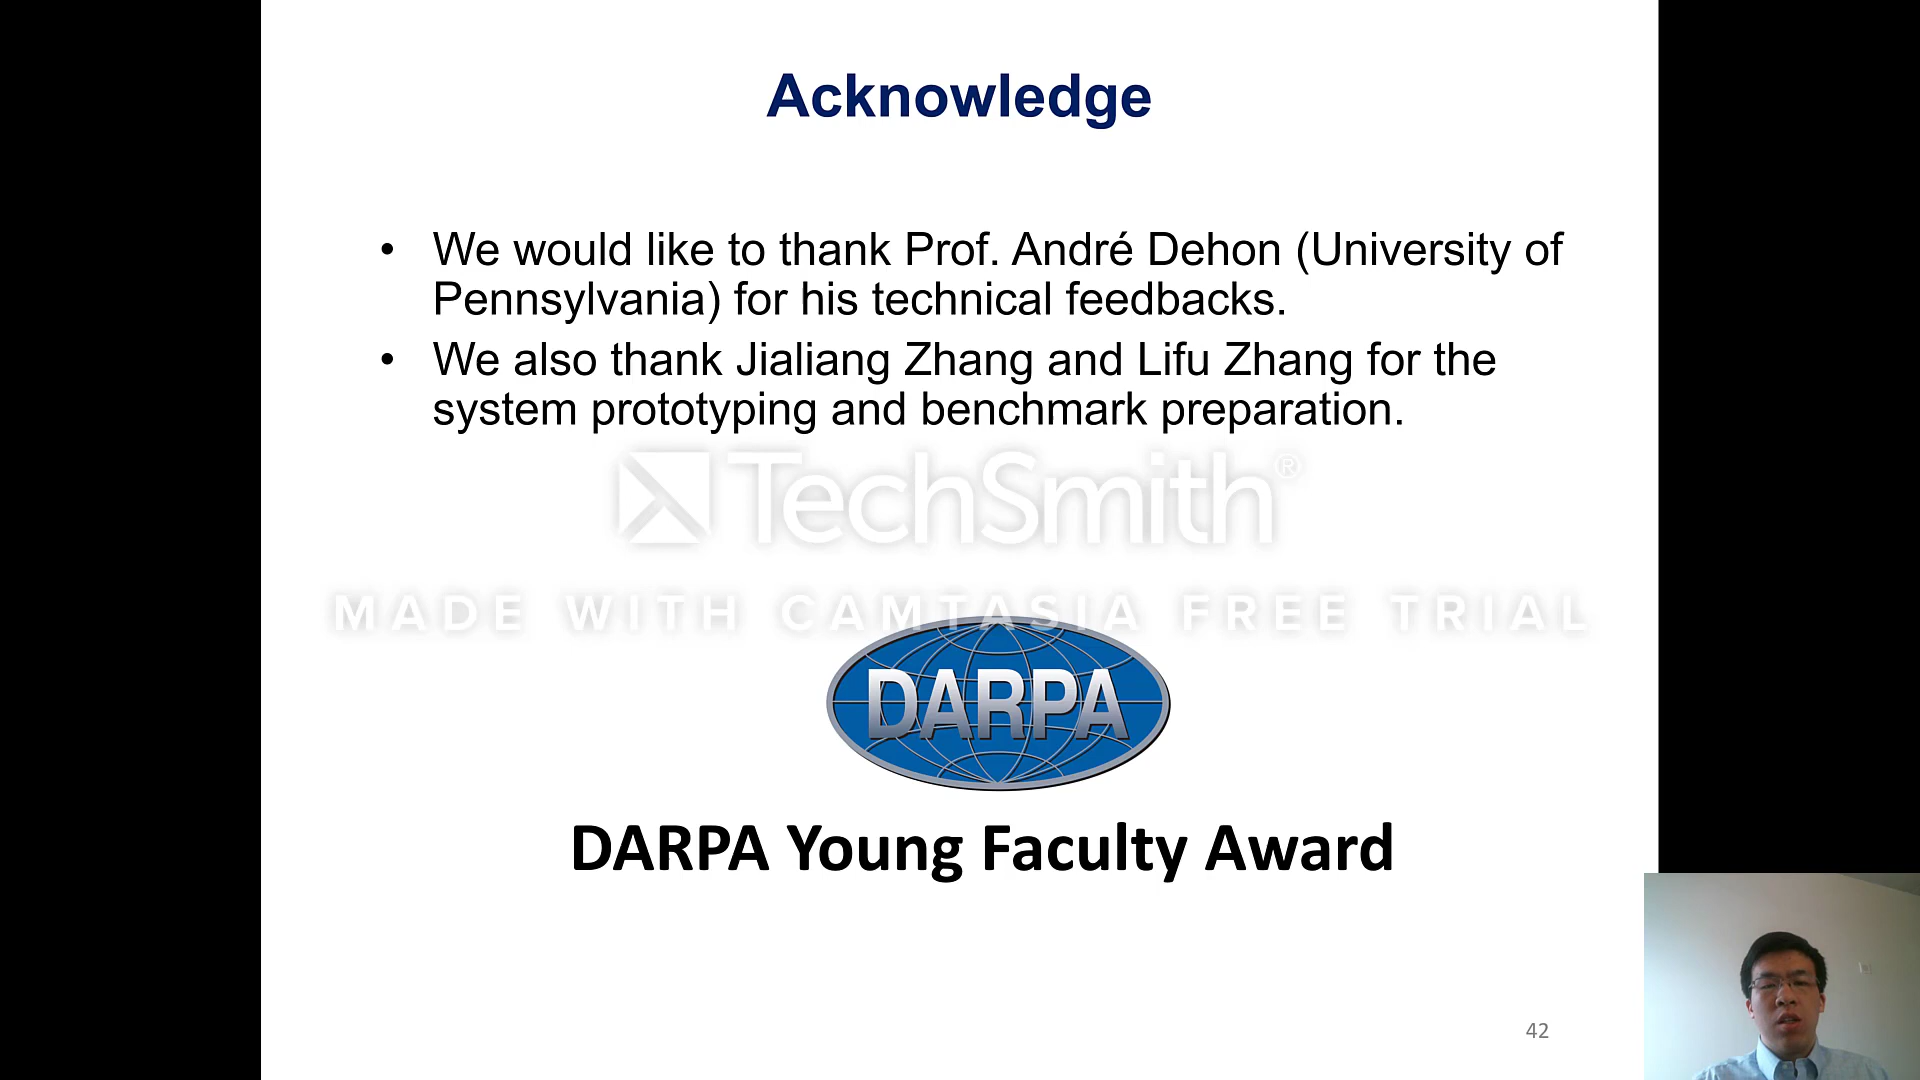 Acknowledge
• We would like to thank Prof. André Dehon (University of
Pennsylvania) for his technical feedbacks.
• We also thank Jialiang Zhang and Lifu Zhang for the
system prototyping and benchmark preparation.
TechSmith®
MADE WITH CAMTASIA FREE TRIAL
DARPA
DARPA Young Faculty Award
42